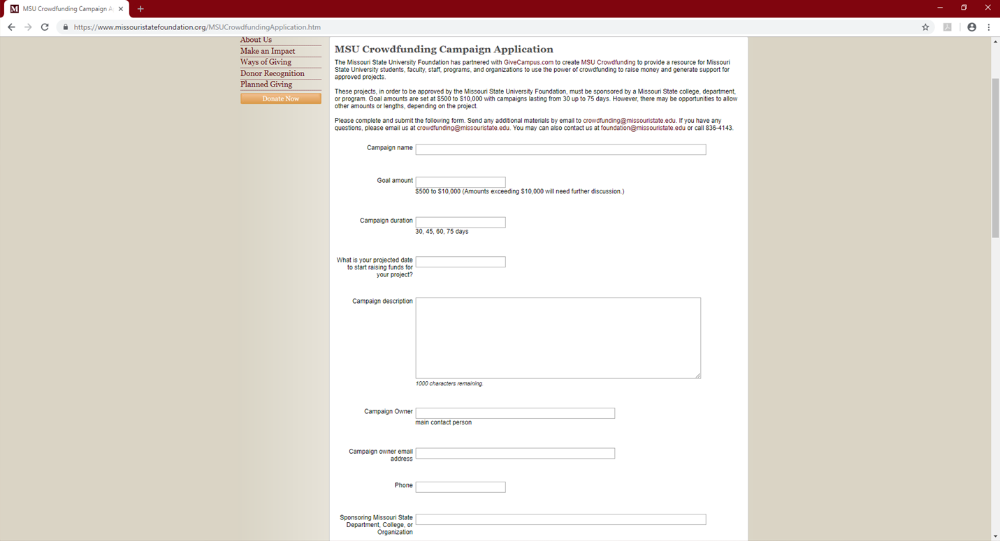 M MSU Crowdfunding Campaign A
https://www.missouristatefoundation.org/MSUCrowdfundingApplication.htm
About Us
Make an Impact
Ways of Giving
Donor Recognition
Planned Giving
Donate Now
MSU Crowdfunding Campaign Application
The Missouri State University Foundation has partnered with GiveCampus.com to create MSU Crowdfunding to provide a resource for Missouri
State University students, faculty, staff, programs, and organizations to use the power of crowdfunding to raise money and generate support for
approved projects.
These projects, in order to be approved by the Missouri State University Foundation, must be sponsored by a Missouri State college, department,
or program. Goal amounts are set at $500 to $10,000 with campaigns lasting from 30 up to 75 days. However, there may be opportunities to allow
other amounts or lengths, depending on the project.
Please complete and submit the following form. Send any additional materials by email to crowdfunding@missouristate.edu. If you have any
questions, please email us at crowdfunding@missouristate.edu. You may can also contact us at foundation@missouristate.edu or call 836-4143.
Campaign name
Goal amount
$500 to $10,000 (Amounts exceeding $10,000 will need further discussion.)
Campaign duration
30, 45, 60, 75 days
What is your projected date
to start raising funds for
your project?
Campaign description
1000 characters remaining.
Campaign Owner
main contact person
Campaign owner email
address
Phone
Sponsoring Missouri State
Department, College, or
Organization